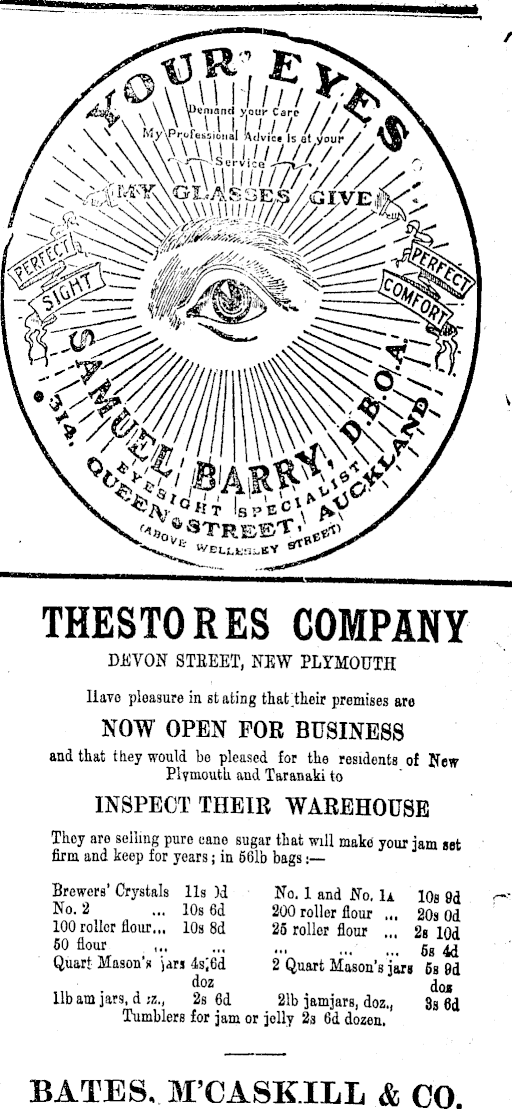 YOUR EYES
Demand your Care
My Professional Advice is at your
Service
MY GLASSES GIVE
PERFECT
SIGHT
PERFECT
COMFORT
SAMUEL BARRY, D.B.O.A.
EYESIGHT SPECIALIST
314. QUEEN STREET, AUCKLAND
(ABOVE WELLESLEY STREET)
THE STORES COMPANY
DEVON STREET, NEW PLYMOUTH
Have pleasure in stating that their premises are
NOW OPEN FOR BUSINESS
and that they would be pleased for the residents of New
Plymouth and Taranaki to
INSPECT THEIR WAREHOUSE
They are selling pure cane sugar that will make your jam set
firm and keep for years; in 56lb bags:—
Brewers' Crystals 11s d No. 1 and No. 1A 10s 9d
No. 2 ... 10s 6d 200 roller flour ... 20s 0d
100 roller flour... 10s 8d 25 roller flour ... 2s 10d
50 flour ... ... ... ... ... 5s 4d
Quart Mason's jars 4s 6d 2 Quart Mason's jars 5s 9d
doz dos
1lb am jars, d z., 2s 6d 2lb jamjars, doz., 3s 6d
Tumblers for jam or jelly 2s 6d dozen.
BATES, M'CASKILL & CO.